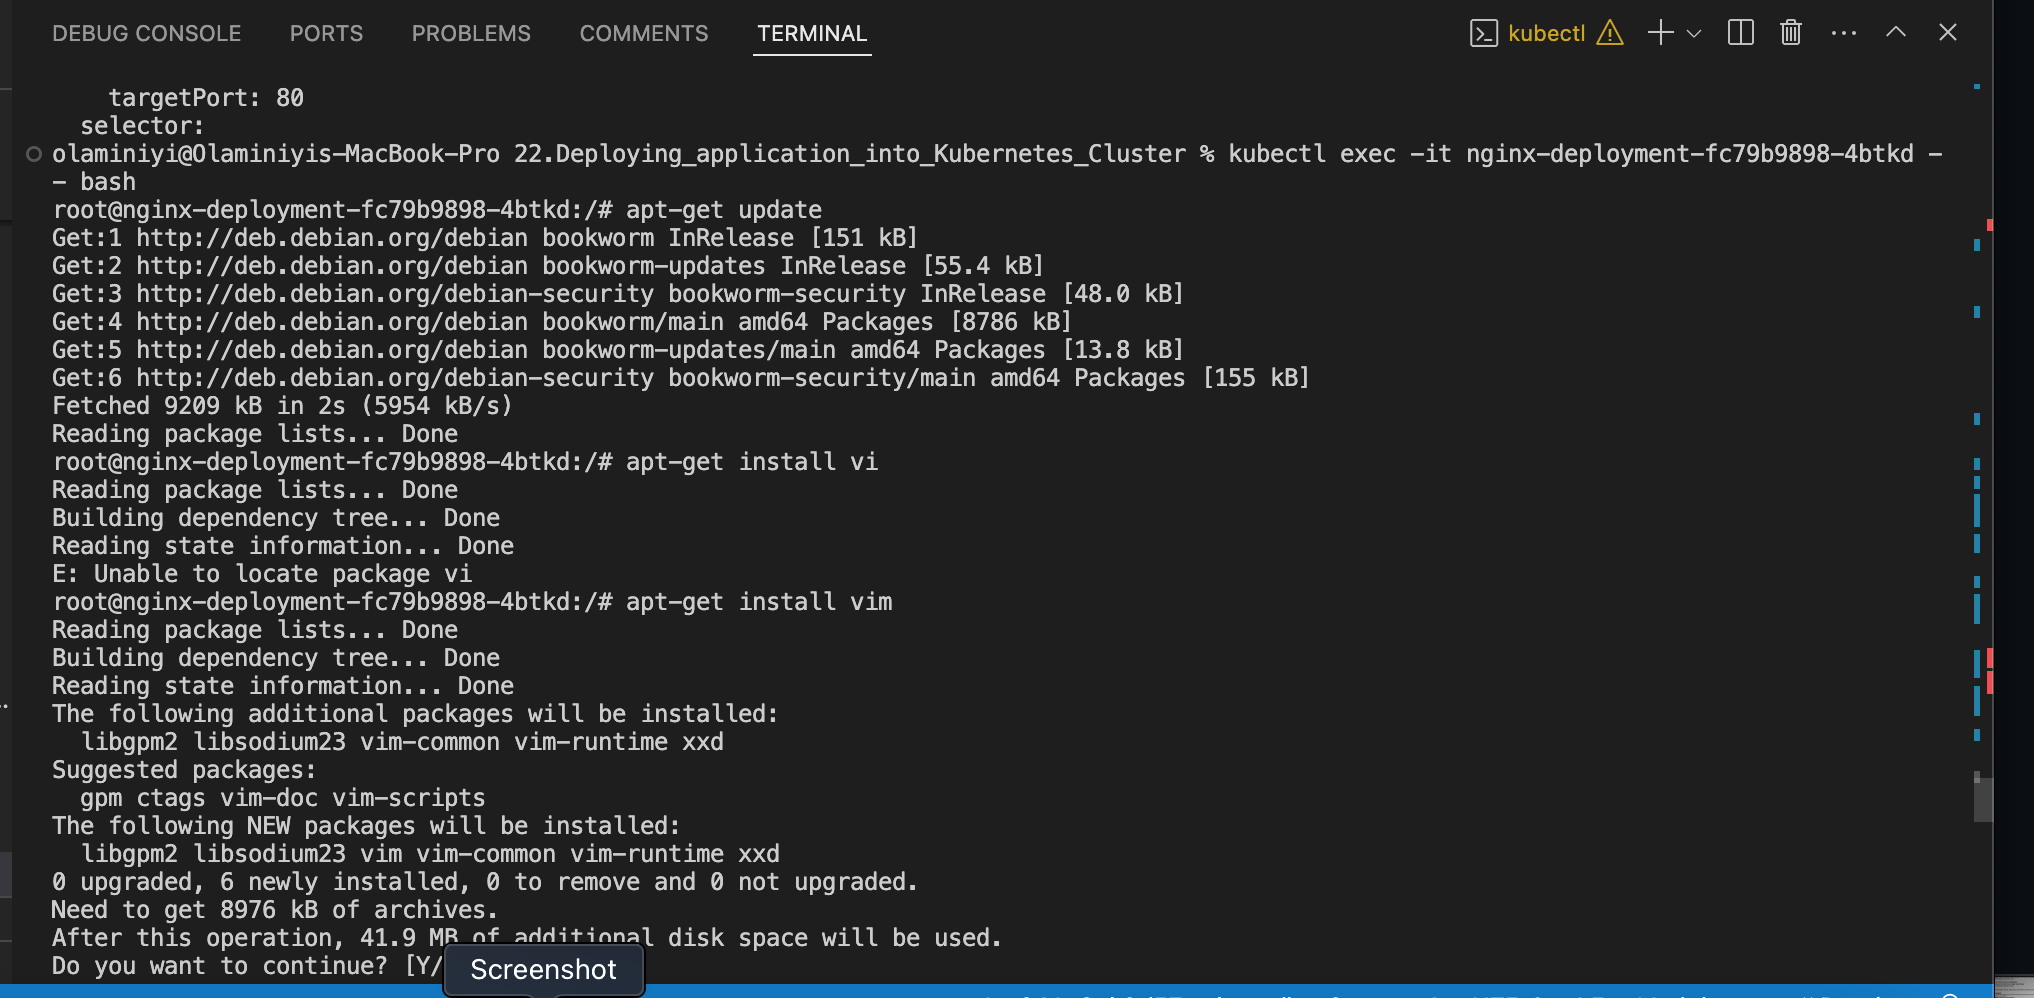 DEBUG CONSOLE PORTS PROBLEMS COMMENTS TERMINAL kubectl
    targetPort: 80
  selector:
olaminiyi@Olaminiyis-MacBook-Pro 22.Deploying_application_into_Kubernetes_Cluster % kubectl exec -it nginx-deployment-fc79b9898-4btkd -
- bash
root@nginx-deployment-fc79b9898-4btkd:/# apt-get update
Get:1 http://deb.debian.org/debian bookworm InRelease [151 kB]
Get:2 http://deb.debian.org/debian bookworm-updates InRelease [55.4 kB]
Get:3 http://deb.debian.org/debian-security bookworm-security InRelease [48.0 kB]
Get:4 http://deb.debian.org/debian bookworm/main amd64 Packages [8786 kB]
Get:5 http://deb.debian.org/debian bookworm-updates/main amd64 Packages [13.8 kB]
Get:6 http://deb.debian.org/debian-security bookworm-security/main amd64 Packages [155 kB]
Fetched 9209 kB in 2s (5954 kB/s)
Reading package lists... Done
root@nginx-deployment-fc79b9898-4btkd:/# apt-get install vi
Reading package lists... Done
Building dependency tree... Done
Reading state information... Done
E: Unable to locate package vi
root@nginx-deployment-fc79b9898-4btkd:/# apt-get install vim
Reading package lists... Done
Building dependency tree... Done
Reading state information... Done
The following additional packages will be installed:
  libgpm2 libsodium23 vim-common vim-runtime xxd
Suggested packages:
  gpm ctags vim-doc vim-scripts
The following NEW packages will be installed:
  libgpm2 libsodium23 vim vim-common vim-runtime xxd
0 upgraded, 6 newly installed, 0 to remove and 0 not upgraded.
Need to get 8976 kB of archives.
After this operation, 41.9 MB of additional disk space will be used.
Do you want to continue? [Y/
Screenshot